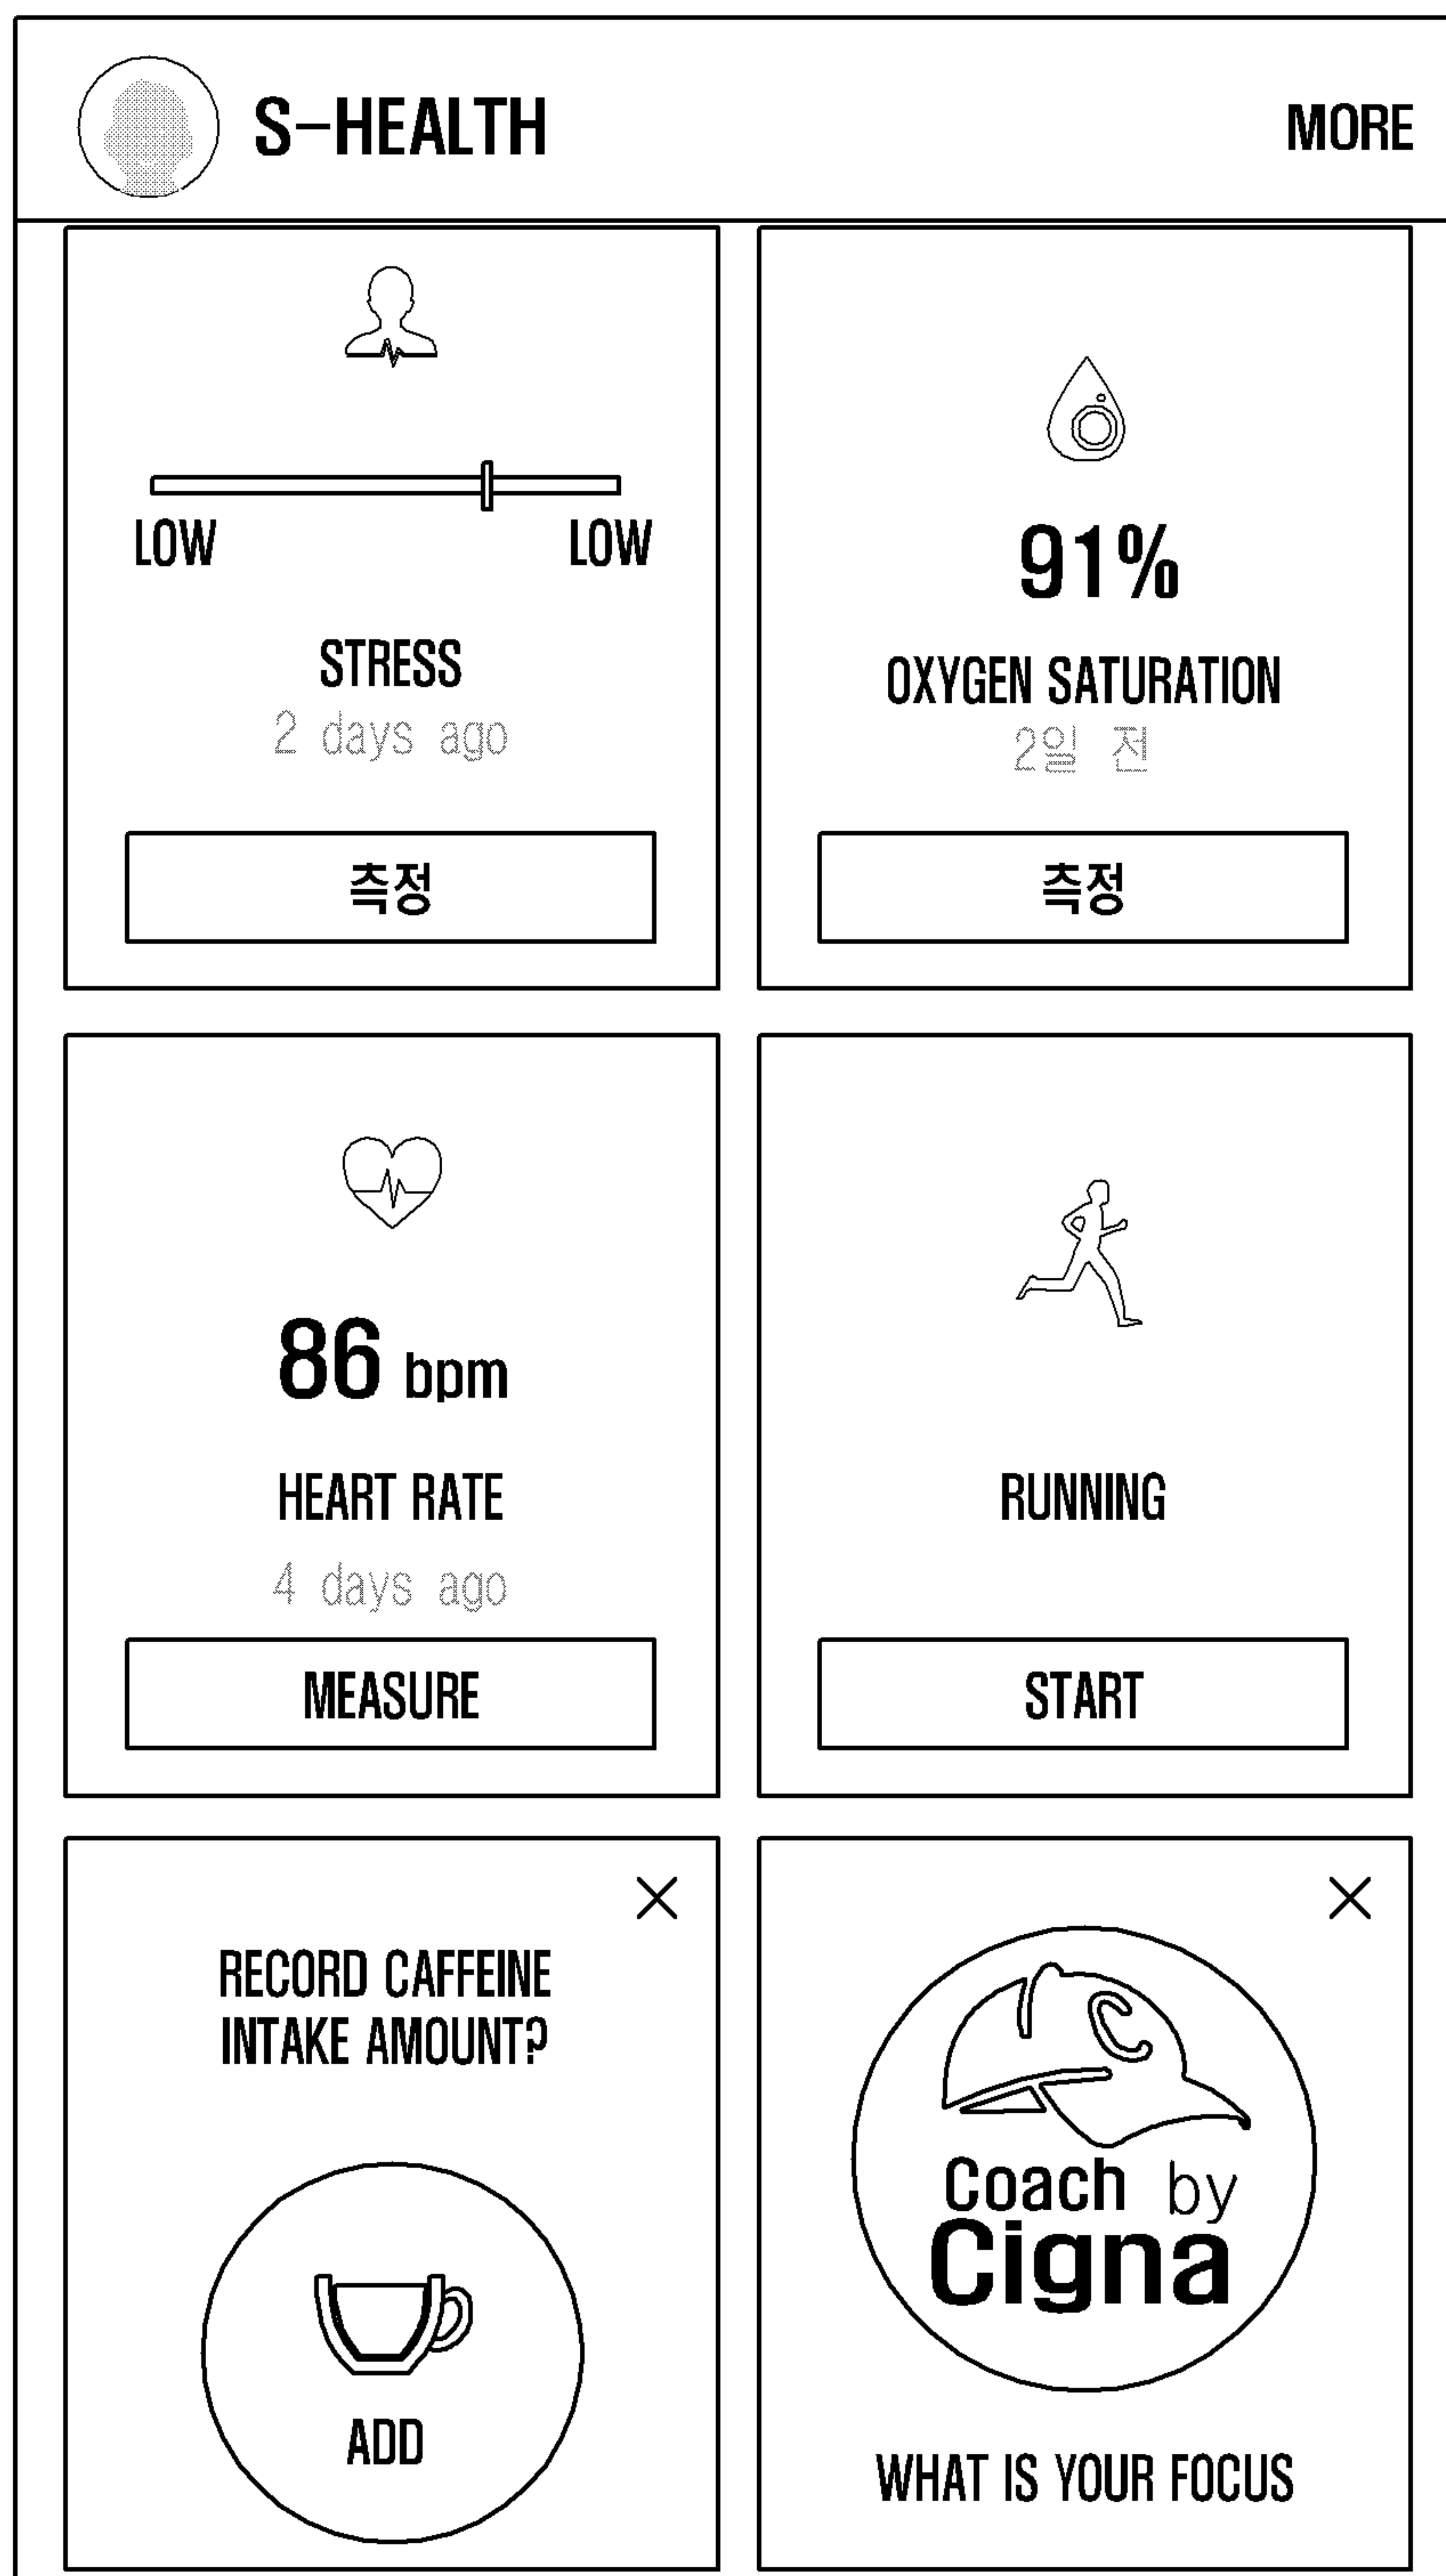 S-HEALTH
MORE
LOW LOW
STRESS
2 days ago
측정
91%
OXYGEN SATURATION
2일 전
측정
86 bpm
HEART RATE
4 days ago
MEASURE
RUNNING
START
RECORD CAFFEINE
INTAKE AMOUNT?
ADD
C
Coach by
Cigna
WHAT IS YOUR FOCUS